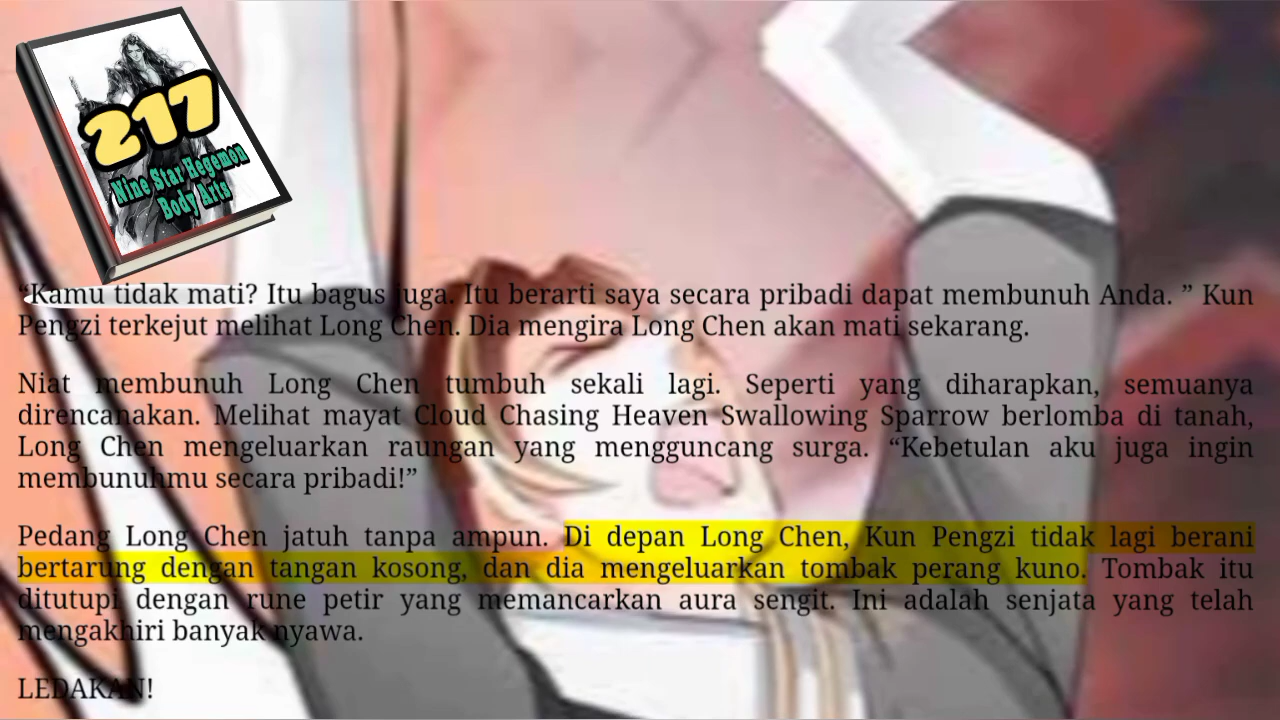 217
Nine Star Hegemon
Body Arts
“Kamu tidak mati? Itu bagus juga. Itu berarti saya secara pribadi dapat membunuh Anda. ” Kun
Pengzi terkejut melihat Long Chen. Dia mengira Long Chen akan mati sekarang.
Niat membunuh Long Chen tumbuh sekali lagi. Seperti yang diharapkan, semuanya
direncanakan. Melihat mayat Cloud Chasing Heaven Swallowing Sparrow berlomba di tanah,
Long Chen mengeluarkan raungan yang mengguncang surga. “Kebetulan aku juga ingin
membunuhmu secara pribadi!”
Pedang Long Chen jatuh tanpa ampun. Di depan Long Chen, Kun Pengzi tidak lagi berani
bertarung dengan tangan kosong, dan dia mengeluarkan tombak perang kuno. Tombak itu
ditutupi dengan rune petir yang memancarkan aura sengit. Ini adalah senjata yang telah
mengakhiri banyak nyawa.
LEDAKAN!